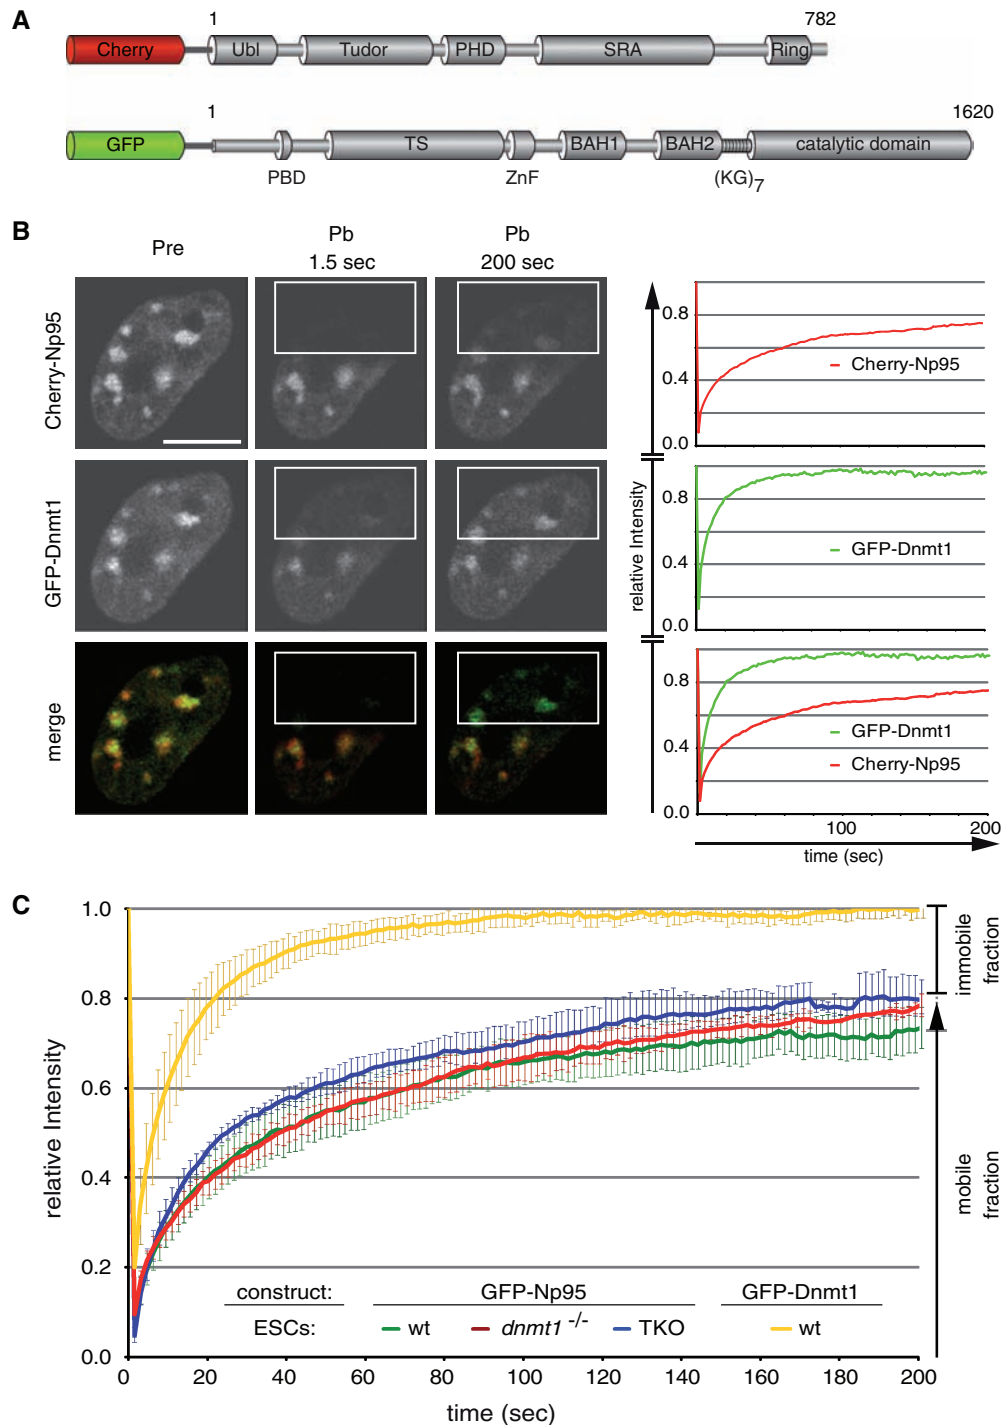 A
1
782
Cherry
Ubl
Tudor
PHD
SRA
Ring
1
1620
GFP
TS
BAH1
BAH2
catalytic domain
PBD
ZnF
(KG)7
B
Pre
Pb
1.5 sec
Pb
200 sec
Cherry-Np95
GFP-Dnmt1
merge
relative Intensity
0.8
0.4
0.0
Cherry-Np95
0.8
0.4
0.0
GFP-Dnmt1
0.8
0.4
0.0
GFP-Dnmt1
Cherry-Np95
100
200
time (sec)
C
relative Intensity
1.0
0.8
0.6
0.4
0.2
0.0
construct:
GFP-Np95
GFP-Dnmt1
ESCs:
wt
dnmt1 -/-
TKO
wt
0
20
40
60
80
100
120
140
160
180
200
time (sec)
immobile
fraction
mobile
fraction